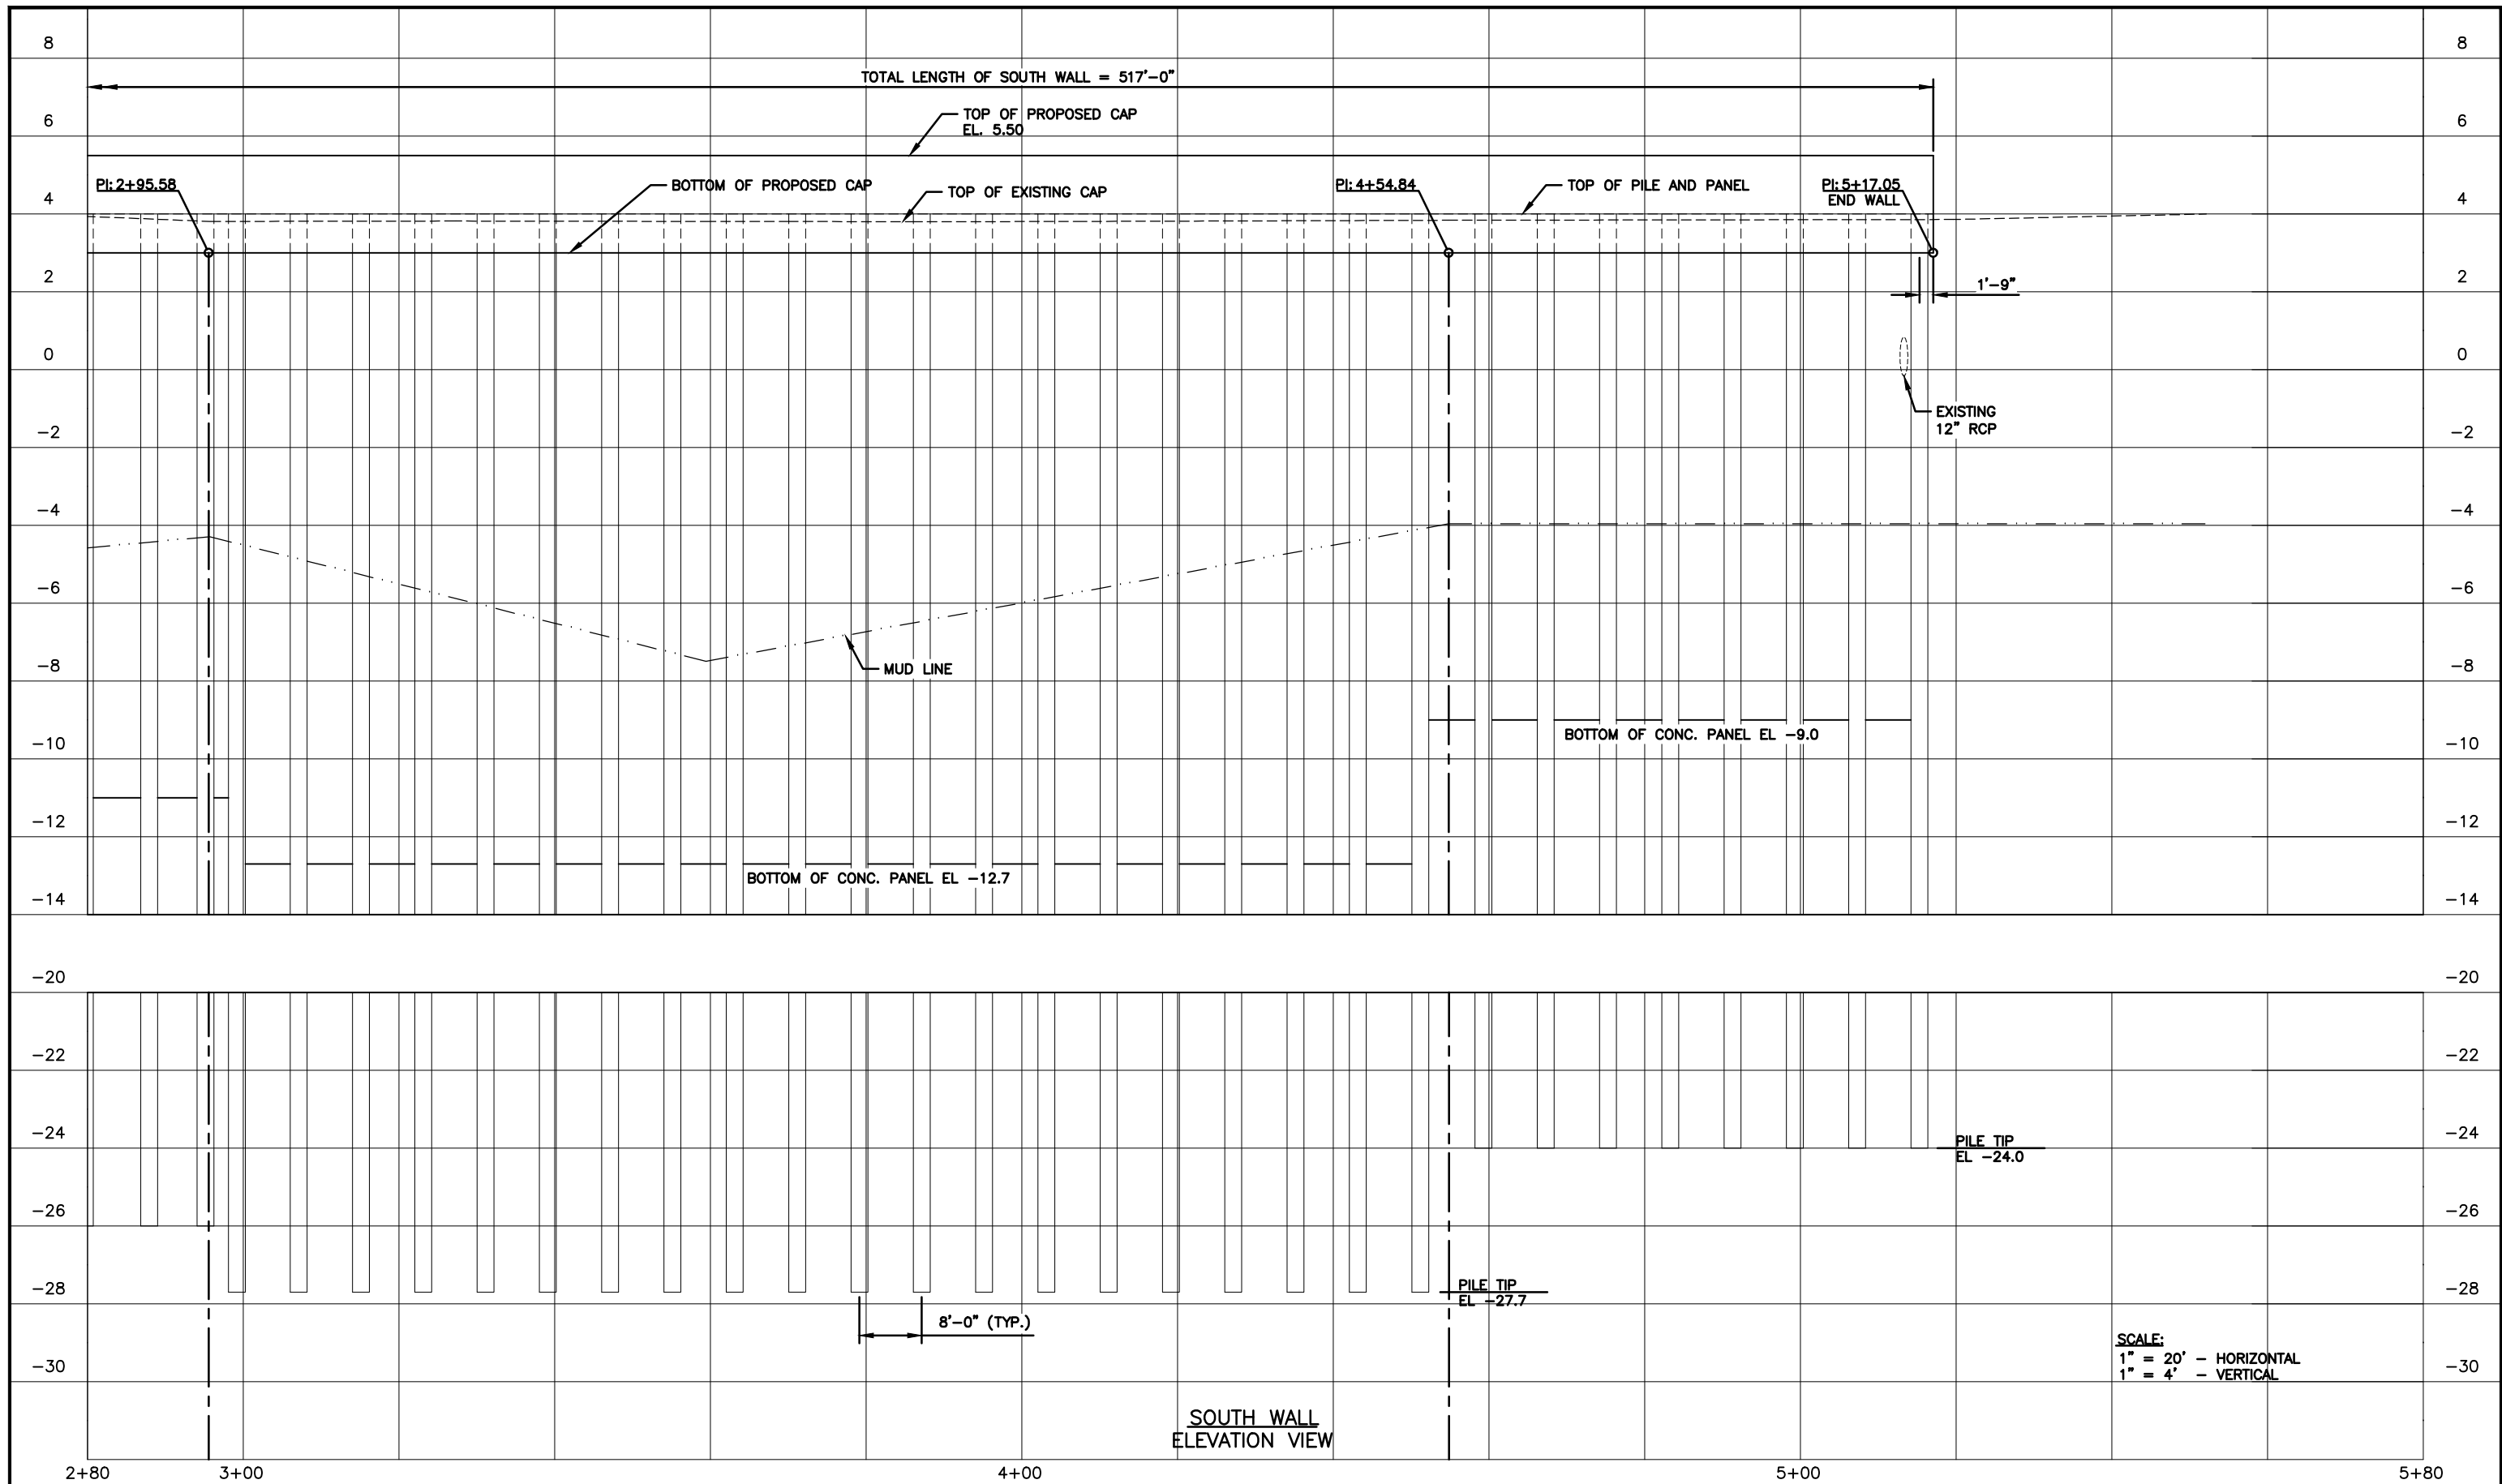 8 8
TOTAL LENGTH OF SOUTH WALL = 517'-0"
TOP OF PROPOSED CAP
EL. 5.50
6 6
PI: 2+95.58
BOTTOM OF PROPOSED CAP
TOP OF EXISTING CAP
PI: 4+54.84
TOP OF PILE AND PANEL
PI: 5+17.05
END WALL
4 4
2 2
1'-9"
0 0
EXISTING
12" RCP
-2 -2
-4 -4
-6 -6
-8 -8
MUD LINE
BOTTOM OF CONC. PANEL EL -9.0
-10 -10
-12 -12
BOTTOM OF CONC. PANEL EL -12.7
-14 -14
-20 -20
-22 -22
-24 -24
PILE TIP
EL -24.0
-26 -26
-28 -28
PILE TIP
EL -27.7
8'-0" (TYP.)
SCALE:
1" = 20' - HORIZONTAL
1" = 4' - VERTICAL
-30 -30
SOUTH WALL
ELEVATION VIEW
2+80 3+00 4+00 5+00 5+80